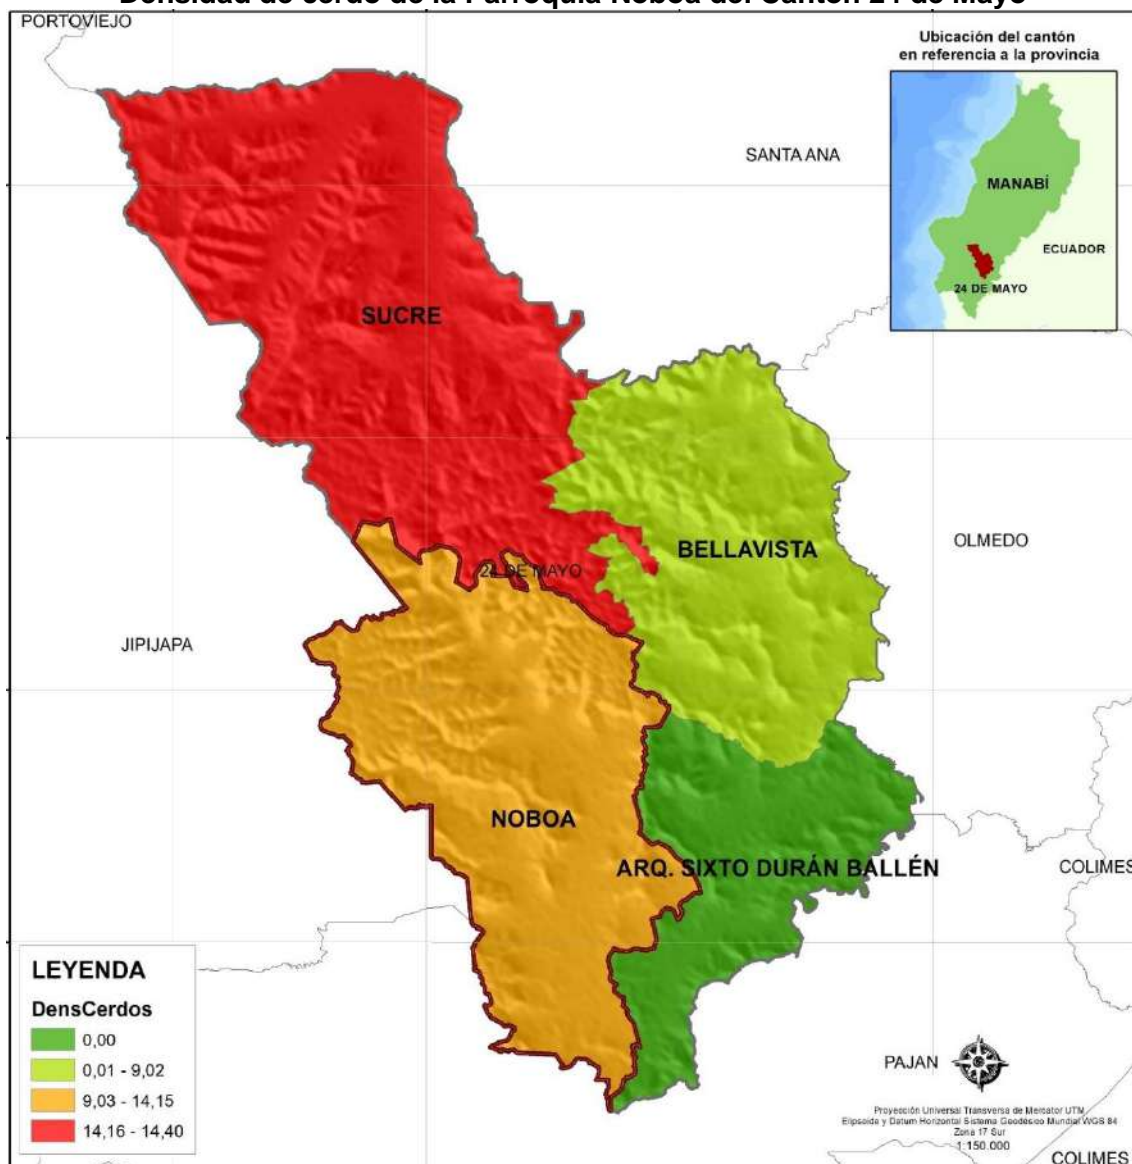 Densidad de cerdo de la Parroquia Noboa del Cantón 24 de Mayo
PORTOVIEJO
Ubicación del cantón
en referencia a la provincia
SANTA ANA
MANABÍ
ECUADOR
24 DE MAYO
SUCRE
BELLAVISTA
OLMEDO
24 DE MAYO
JIPIJAPA
NOBOA
ARQ. SIXTO DURÁN BALLÉN
COLIMES
LEYENDA
DensCerdos
0,00
0,01 - 9,02
9,03 - 14,15
14,16 - 14,40
PAJAN
Proyección Universal Transversa de Mercator UTM
Elipsoide y Datum Horizontal Sistema Geodésico Mundial WGS 84
Zona 17 Sur
1:150.000
COLIMES